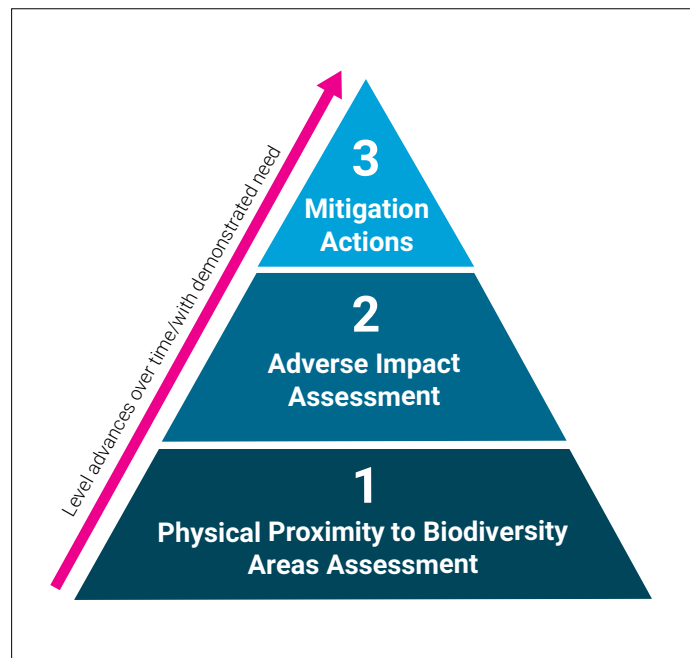 Level advances over time/with demonstrated need
3
Mitigation
Actions
2
Adverse Impact
Assessment
1
Physical Proximity to Biodiversity
Areas Assessment